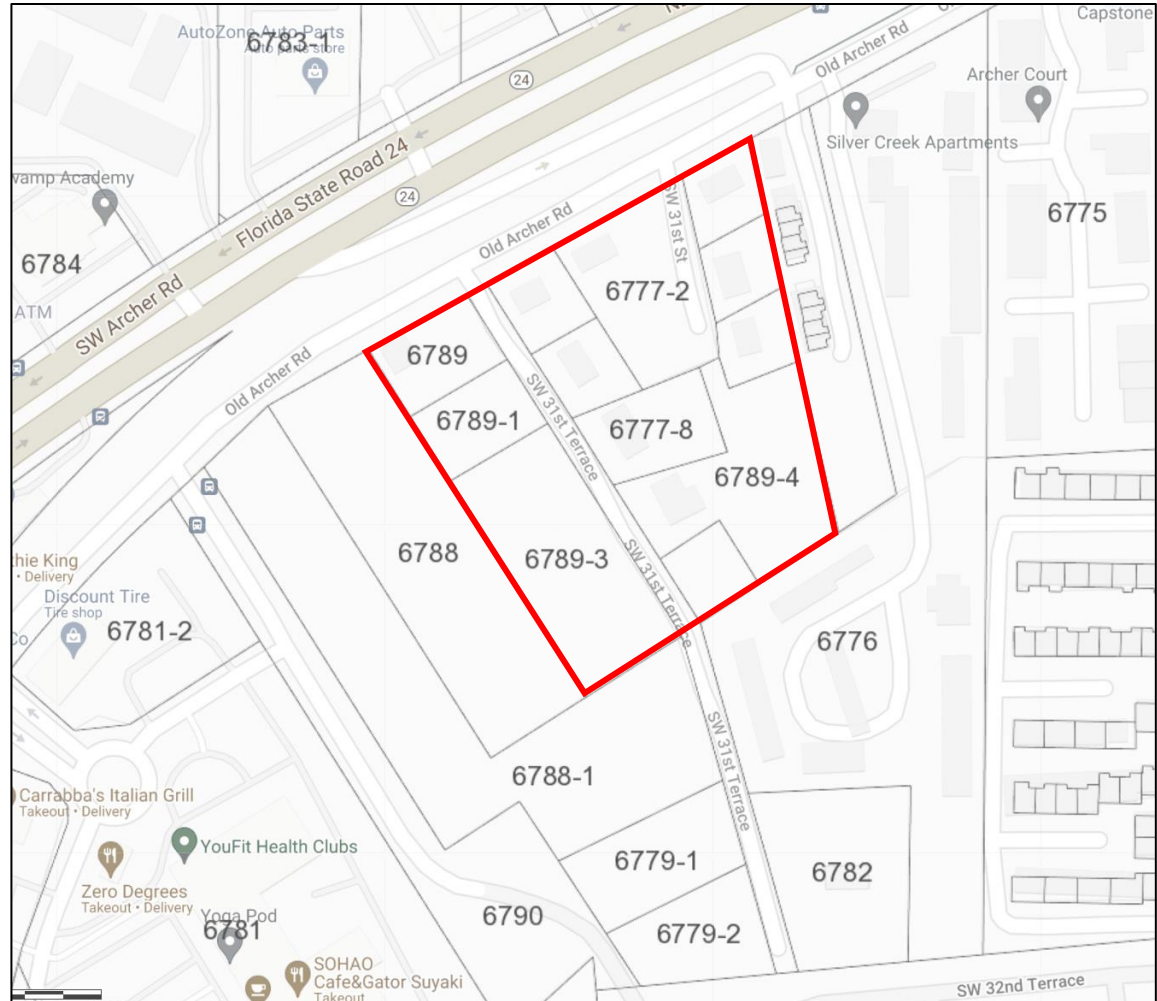 Capstone
AutoZone Auto Parts
Auto parts store
6783-1
24
Old Archer Rd
Archer Court
Silver Creek Apartments
Florida State Road 24
24
SW Archer Rd
6784
ATM
6775
SW 31st St
Old Archer Rd
6777-2
6789
Old Archer Rd
6789-1
SW 31st Terrace
6777-8
6789-4
6788
6789-3
SW 31st Terrace
thie King
• Delivery
Discount Tire
Tire shop
Co.
6781-2
6776
SW 31st Terrace
6788-1
Carrabba's Italian Grill
Takeout • Delivery
YouFit Health Clubs
6779-1
6782
Zero Degrees
Takeout • Delivery
Yoga Pod
6781
6790
6779-2
SOHAO
Cafe&Gator Suyaki
Takeout
SW 32nd Terrace